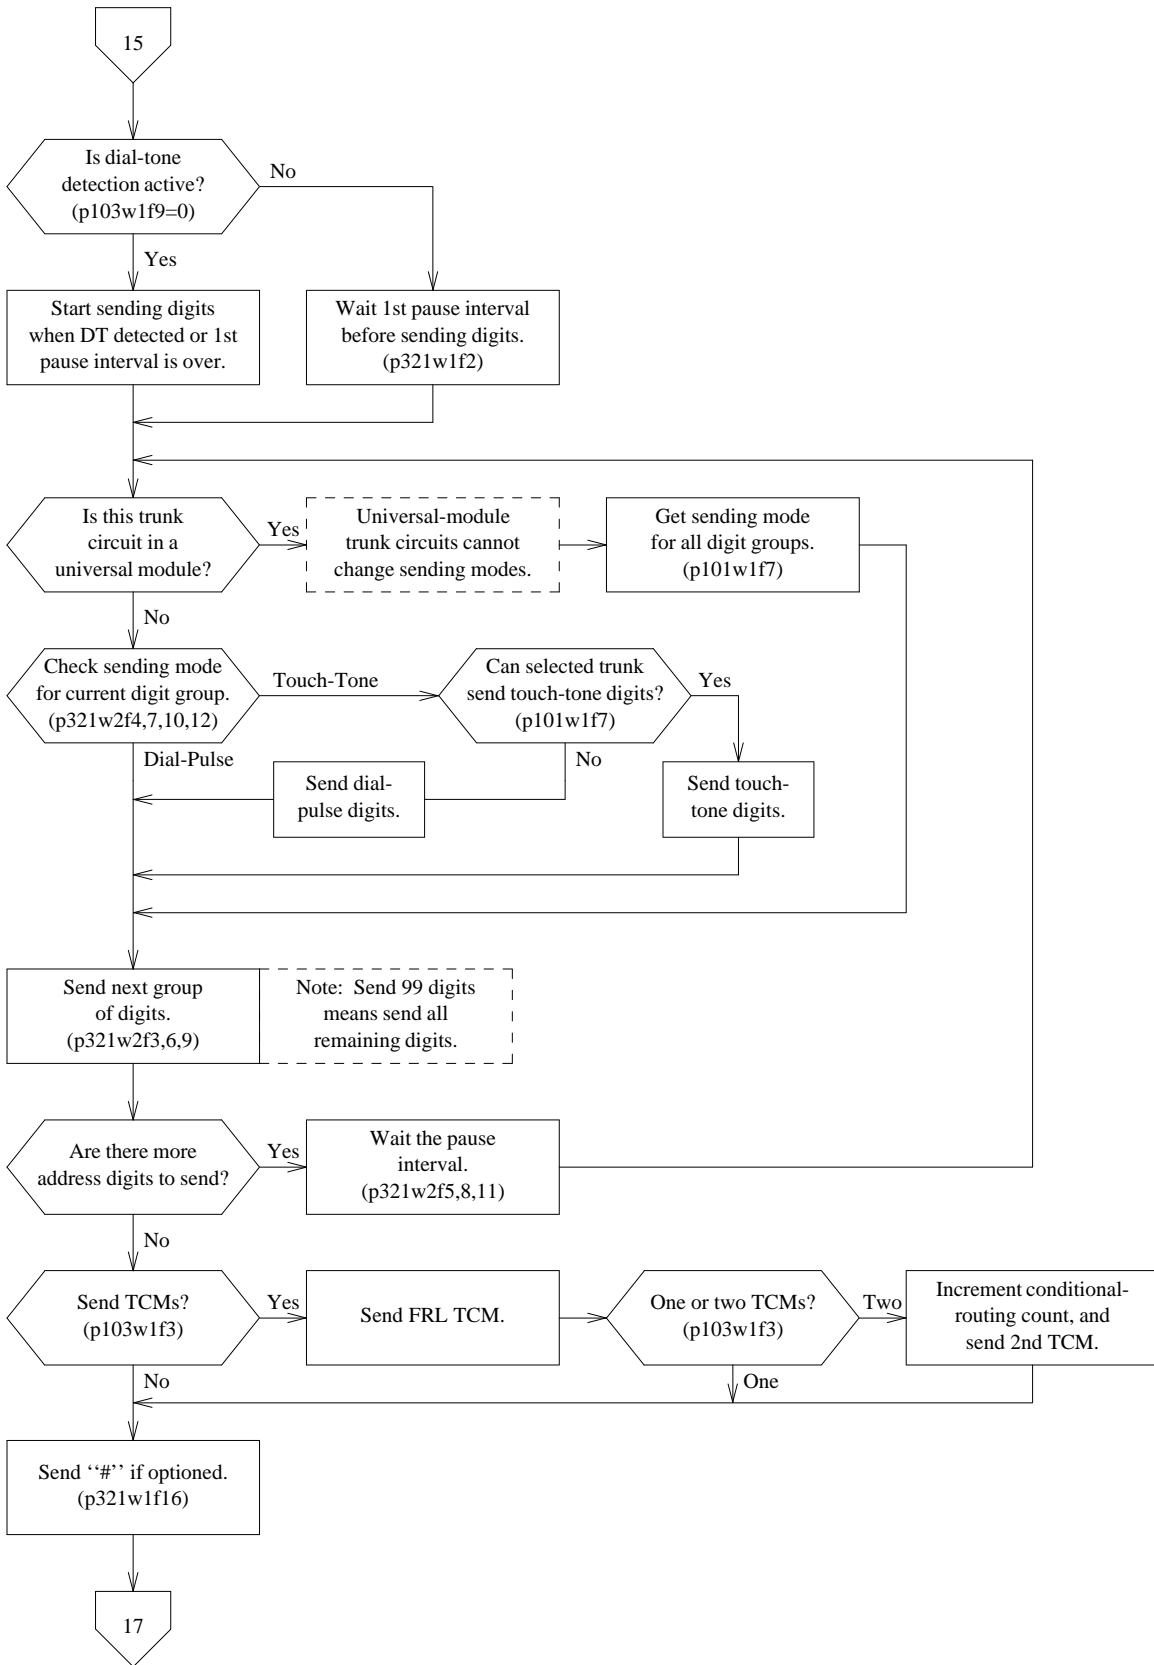 15
Is dial-tone
detection active?
(p103w1f9=0)
No
Yes
Start sending digits
when DT detected or 1st
pause interval is over.
Wait 1st pause interval
before sending digits.
(p321w1f2)
Is this trunk
circuit in a
universal module?
Yes
Universal-module
trunk circuits cannot
change sending modes.
Get sending mode
for all digit groups.
(p101w1f7)
No
Check sending mode
for current digit group.
(p321w2f4,7,10,12)
Touch-Tone
Can selected trunk
send touch-tone digits?
(p101w1f7)
Yes
Dial-Pulse
No
Send dial-
pulse digits.
Send touch-
tone digits.
Send next group
of digits.
(p321w2f3,6,9)
Note: Send 99 digits
means send all
remaining digits.
Are there more
address digits to send?
Yes
Wait the pause
interval.
(p321w2f5,8,11)
No
Send TCMs?
(p103w1f3)
Yes
Send FRL TCM.
One or two TCMs?
(p103w1f3)
Two
Increment conditional-
routing count, and
send 2nd TCM.
No
One
Send ‘‘#’’ if optioned.
(p321w1f16)
17